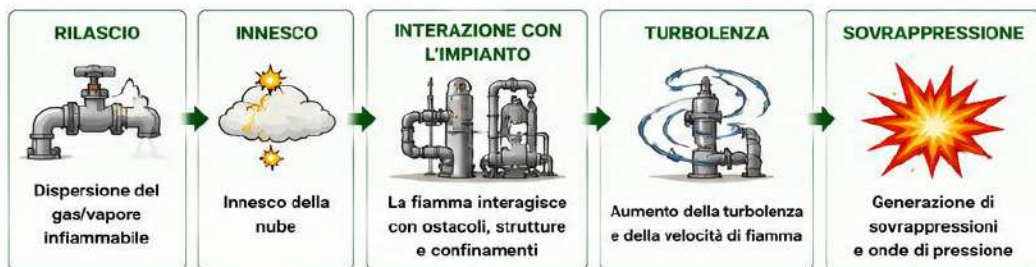 RILASCIO
Dispersione del
gas/vapore
infiammabile
INNESCO
Innesco della
nube
INTERAZIONE CON
L'IMPIANTO
La fiamma interagisce
con ostacoli, strutture
e confinamenti
TURBOLENZA
Aumento della turbolenza
e della velocità di fiamma
SOVRAPPRESSIONE
Generazione di
sovrappressioni
e onde di pressione